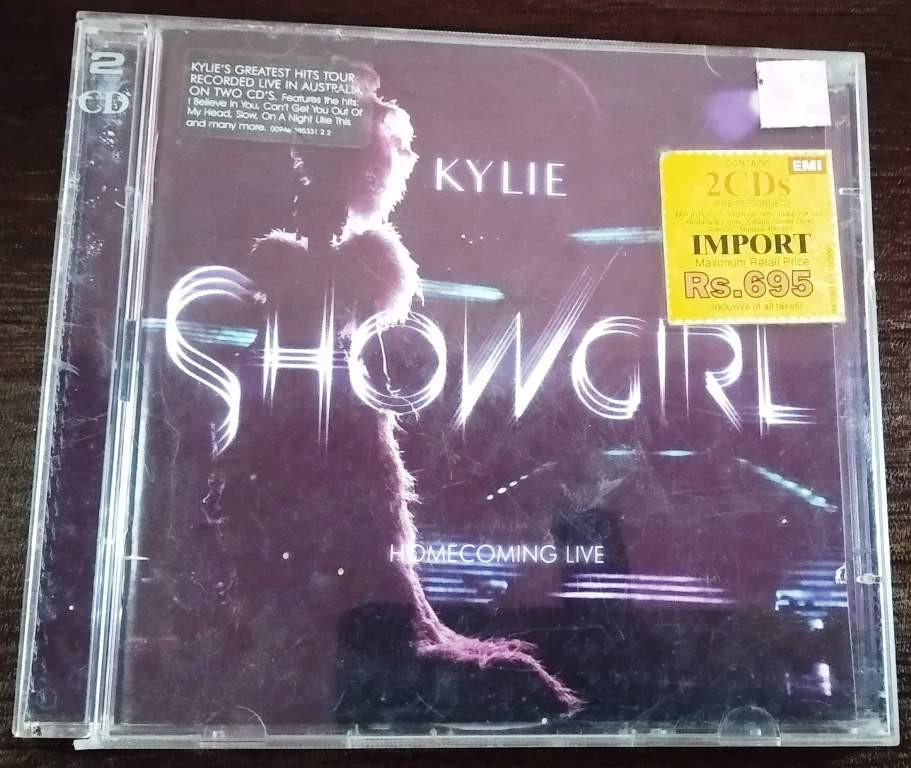 2
CD
KYLIE'S GREATEST HITS TOUR
RECORDED LIVE IN AUSTRALIA
ON TWO CD'S. Features the hits:
I Believe In You, Can't Get You Out Of
My Head, Slow, On A Night Like This
and many more.
KYLIE
SHOWGIRL
HOMECOMING LIVE
CONTAINS
EMI
2CDs
(PRE-RECORDED)
IMPORT
Maximum Retail Price
Rs.695
(Inclusive of all taxes)